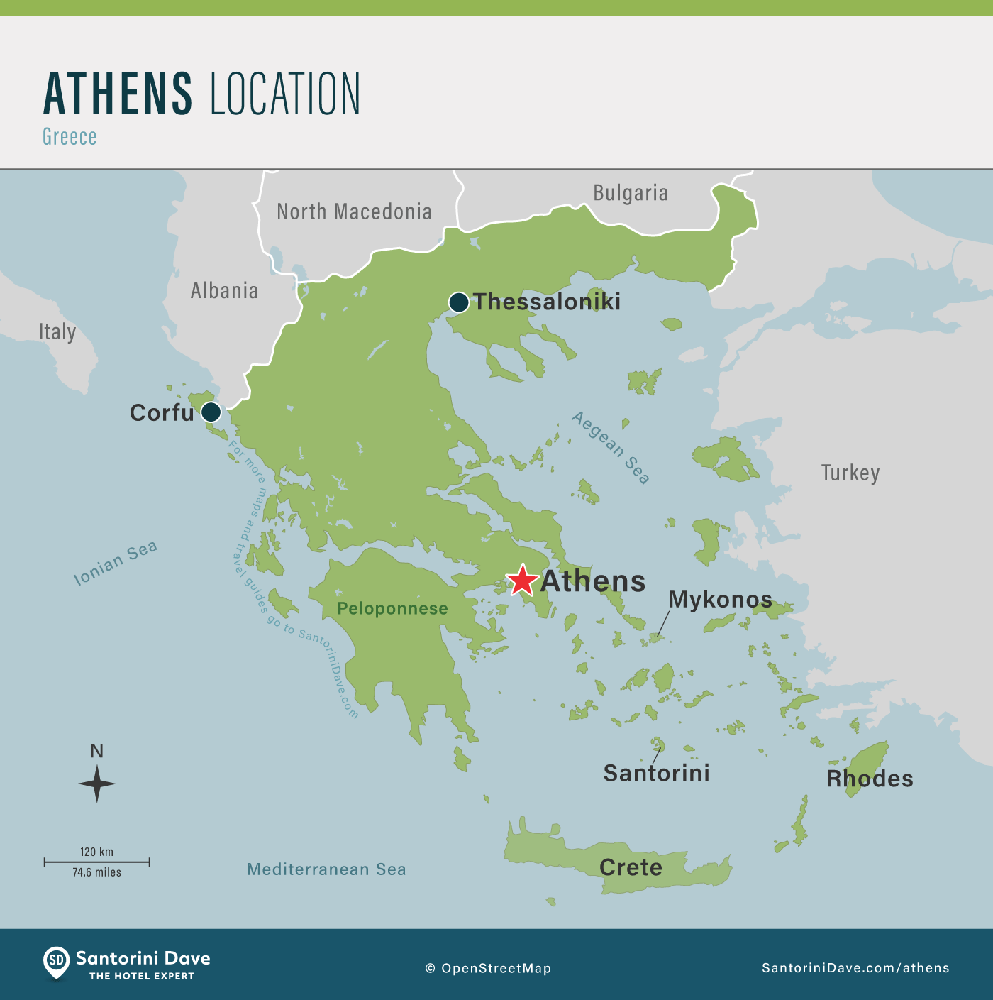 ATHENS LOCATION
Greece
Bulgaria
North Macedonia
Albania
Thessaloniki
Italy
Corfu
Aegean Sea
For more maps and travel guides go to SantoriniDave.com
Turkey
Ionian Sea
Athens
Mykonos
Peloponnese
N
Santorini
Rhodes
120 km
74.6 miles
Mediterranean Sea
Crete
SD
Santorini Dave
THE HOTEL EXPERT
© OpenStreetMap
SantoriniDave.com/athens